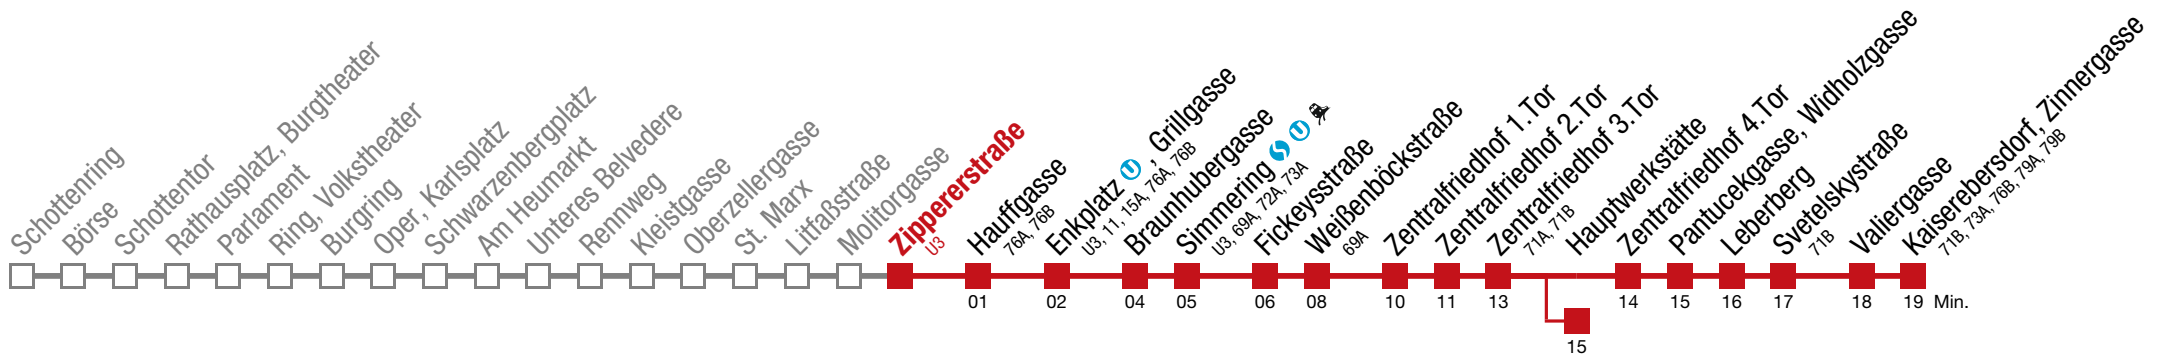 Schottenring
Börse
Schottentor
Rathausplatz, Burgtheater
Parlament
Ring, Volkstheater
Burgring
Oper, Karlsplatz
Schwarzenbergplatz
Am Heumarkt
Unteres Belvedere
Rennweg
Kleistgasse
Oberzellergasse
St. Marx
Litfaßstraße
Molitorgasse
Zippererstraße
U3
Hauffgasse
76A, 76B
Enkplatz U, Grillgasse
U3, 11, 15A, 76A, 76B
Braunhubergasse
Simmering S U
U3, 69A, 72A, 73A
Fickeysstraße
Weißenböckstraße
69A
Zentralfriedhof 1.Tor
Zentralfriedhof 2.Tor
Zentralfriedhof 3.Tor
71A, 71B
Hauptwerkstätte
Zentralfriedhof 4.Tor
Pantucekgasse, Widholzgasse
Leberberg
Svetelskystraße
71B
Valiergasse
Kaiserebersdorf, Zinnergasse
71B, 73A, 76B, 79A, 79B
01 02 04 05 06 08 10 11 13 14 15 16 17 18 19 Min.
15